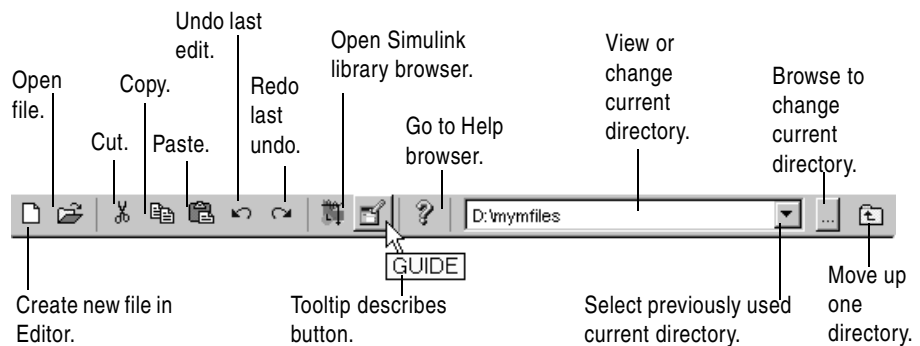 Undo last
edit.
Open Simulink
library browser.
View or
change
current
directory.
Browse to
change
current
directory.
Open
file.
Copy.
Redo
last
undo.
Cut.
Paste.
Go to Help
browser.
D:\mymfiles
...
GUIDE
Create new file in
Editor.
Tooltip describes
button.
Select previously used
current directory.
Move up
one
directory.